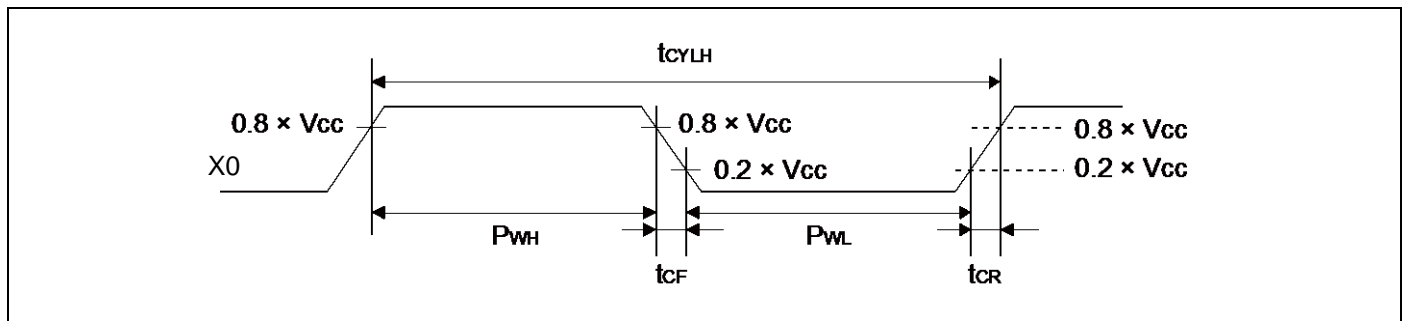 tCYLH
0.8 × Vcc
0.8 × Vcc
0.8 × Vcc
X0
0.2 × Vcc
0.2 × Vcc
PWH
PWL
tCF
tCR